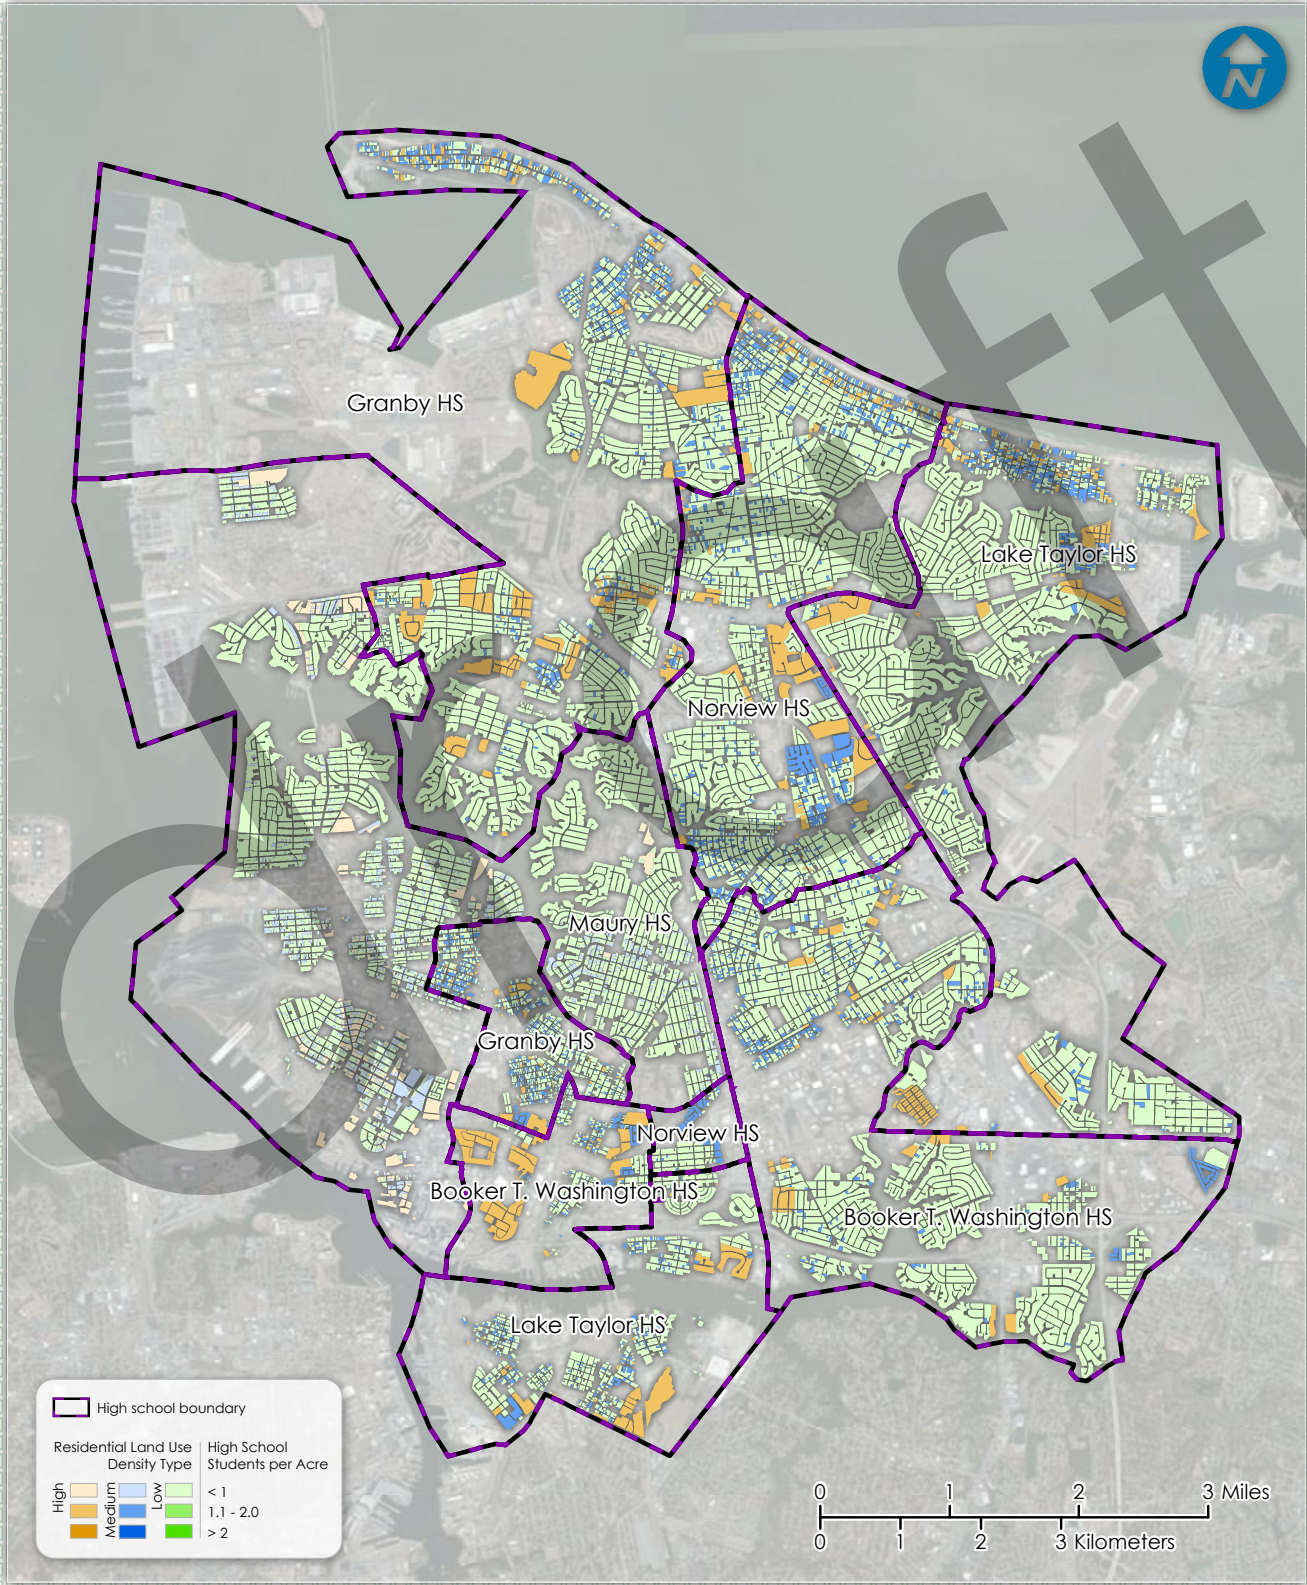 N
Granby HS
Lake Taylor HS
Norview HS
Maury HS
Granby HS
Norview HS
Booker T. Washington HS
Booker T. Washington HS
Lake Taylor HS
draft
High school boundary
Residential Land Use
Density Type
High School
Students per Acre
High
Medium
Low
< 1
1.1 - 2.0
> 2
0 1 2 3 Miles
0 1 2 3 Kilometers